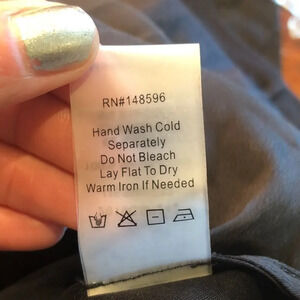 RN#148596
Hand Wash Cold
Separately
Do Not Bleach
Lay Flat To Dry
Warm Iron If Needed